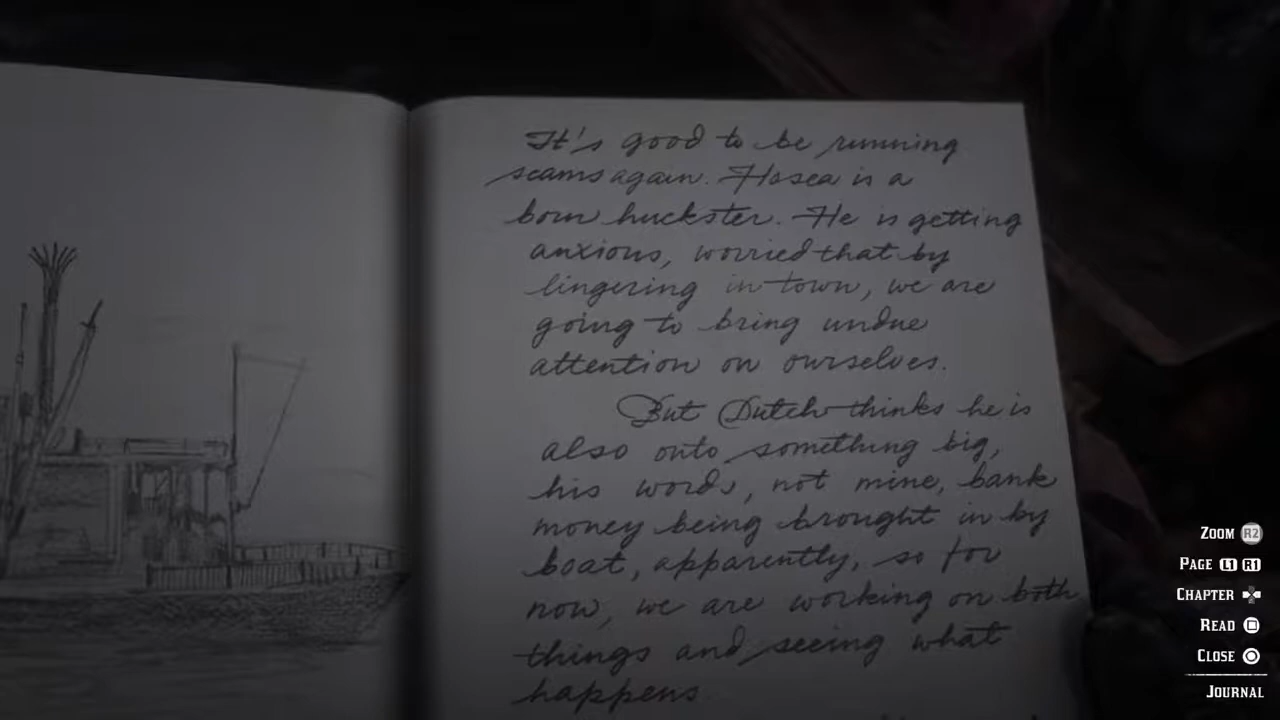 It's good to be running
scams again. Hosea is a
born huckster. He is getting
anxious, worried that by
lingering in town, we are
going to bring undue
attention on ourselves.
But Dutch thinks he is
also onto something big,
his words, not mine, bank
money being brought in by
boat, apparently, so for
now, we are working on both
things and seeing what
happens
ZOOM R2
PAGE L1 R1
CHAPTER
READ
CLOSE
JOURNAL